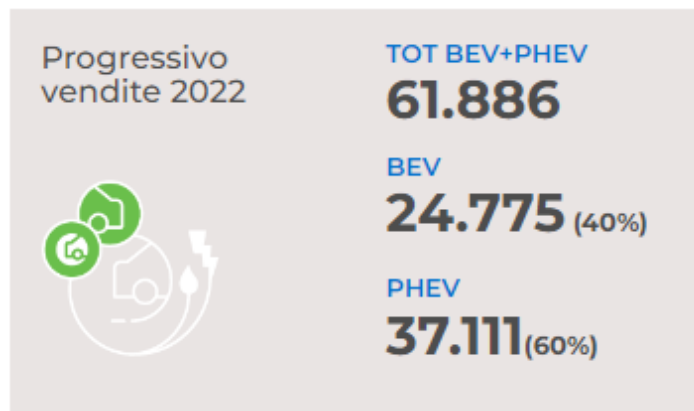 Progressivo
vendite 2022
TOT BEV+PHEV
61.886
BEV
24.775 (40%)
PHEV
37.111(60%)